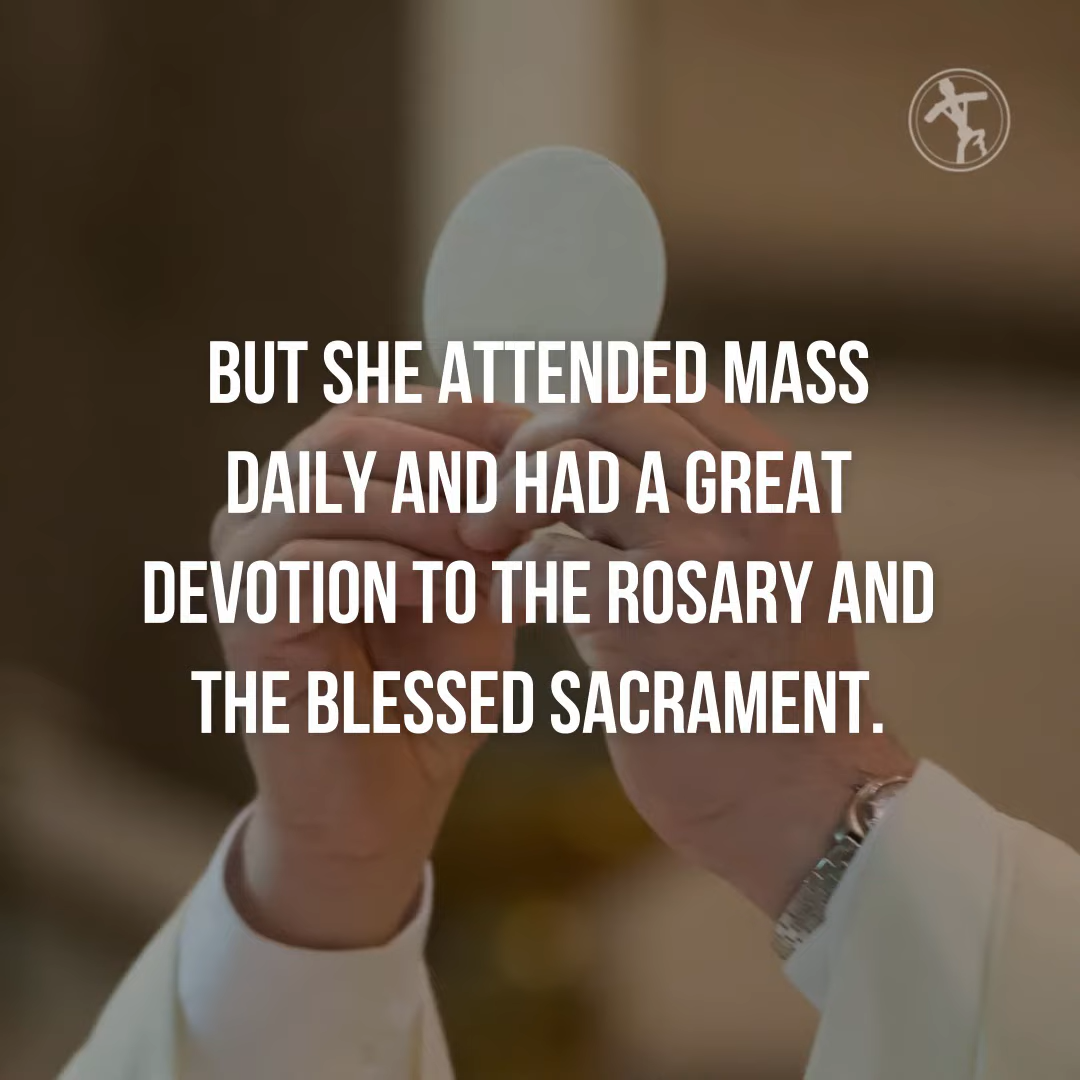 BUT SHE ATTENDED MASS
DAILY AND HAD A GREAT
DEVOTION TO THE ROSARY AND
THE BLESSED SACRAMENT.